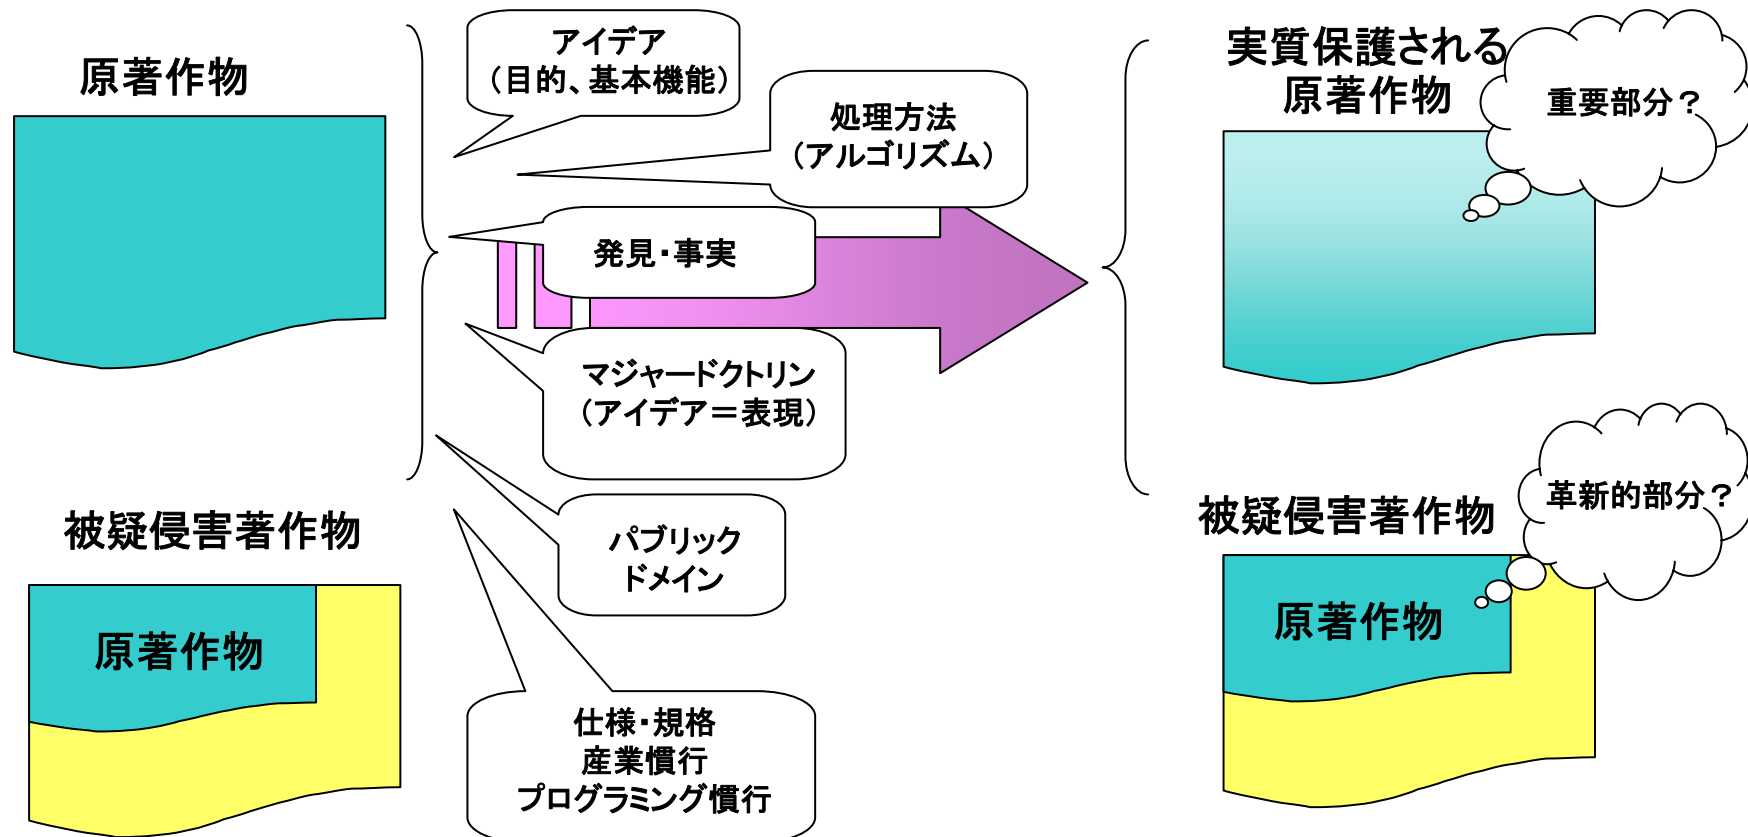 原著作物
アイデア
（目的、基本機能）
処理方法
（アルゴリズム）
発見・事実
マジャードクトリン
（アイデア＝表現）
パブリック
ドメイン
仕様・規格
産業慣行
プログラミング慣行
被疑侵害著作物
原著作物
実質保護される
原著作物
重要部分？
被疑侵害著作物
革新的部分？
原著作物